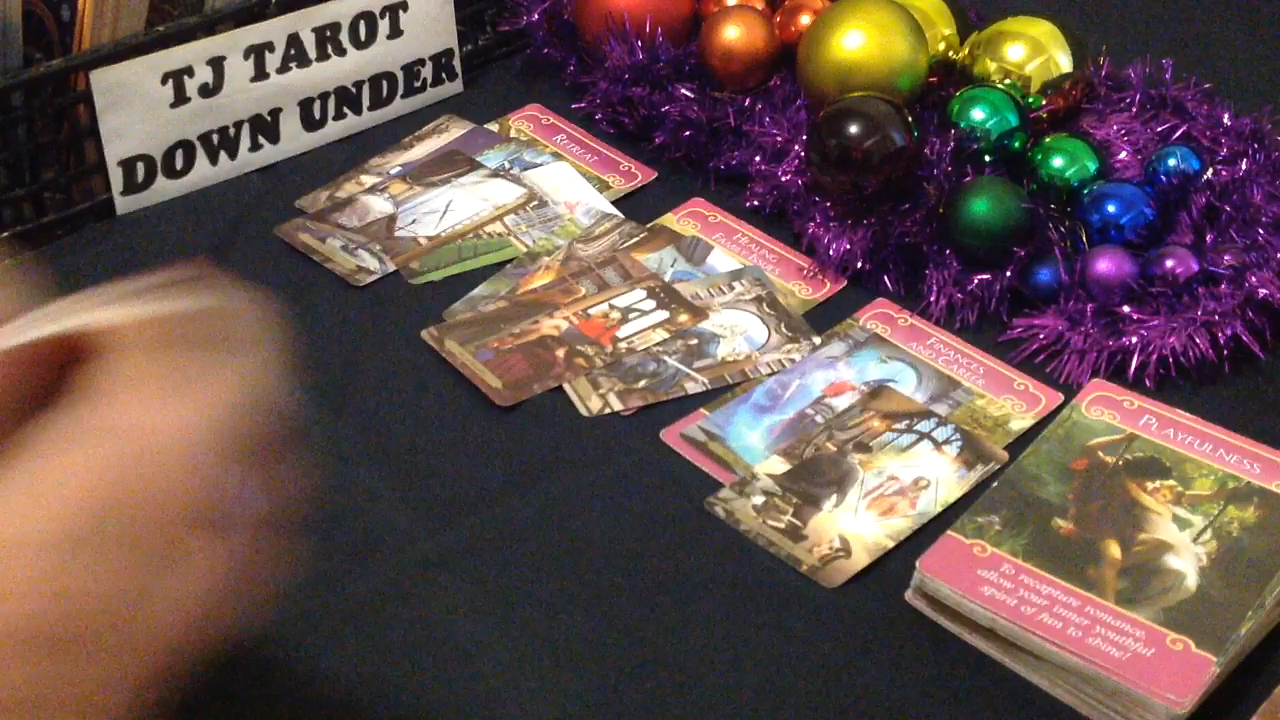 TJ TAROT
DOWN UNDER
RETREAT
HEALING
FAMILY ISSUES
FINANCES
AND CAREER
PLAYFULNESS
To recapture romance,
allow your inner youthful
spirit of fun to shine!